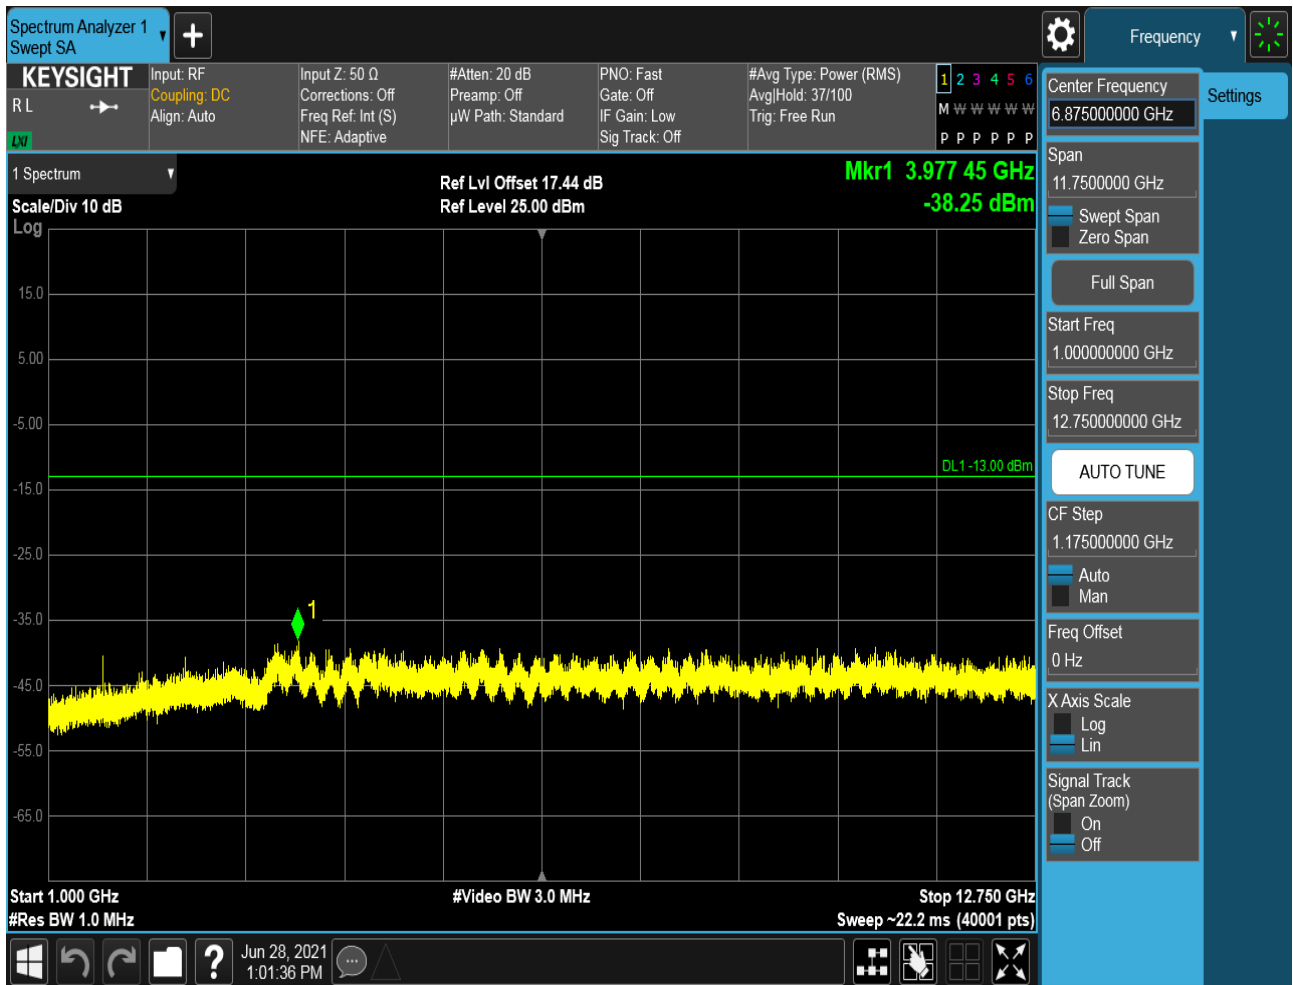 Spectrum Analyzer 1
Swept SA
Frequency
KEYSIGHT
R L
LXI
Input: RF
Coupling: DC
Align: Auto
Input Z: 50 Ω
Corrections: Off
Freq Ref: Int (S)
NFE: Adaptive
#Atten: 20 dB
Preamp: Off
µW Path: Standard
PNO: Fast
Gate: Off
IF Gain: Low
Sig Track: Off
#Avg Type: Power (RMS)
Avg|Hold: 37/100
Trig: Free Run
1 2 3 4 5 6
M W W W W W
P P P P P P
1 Spectrum
Scale/Div 10 dB
Log
Ref Lvl Offset 17.44 dB
Ref Level 25.00 dBm
Mkr1 3.977 45 GHz
-38.25 dBm
15.0
5.00
-5.00
DL1 -13.00 dBm
-15.0
-25.0
1
-35.0
-45.0
-55.0
-65.0
Start 1.000 GHz
#Res BW 1.0 MHz
#Video BW 3.0 MHz
Stop 12.750 GHz
Sweep ~22.2 ms (40001 pts)
?
Jun 28, 2021
1:01:36 PM
Center Frequency
6.875000000 GHz
Settings
Span
11.7500000 GHz
Swept Span
Zero Span
Full Span
Start Freq
1.000000000 GHz
Stop Freq
12.750000000 GHz
AUTO TUNE
CF Step
1.175000000 GHz
Auto
Man
Freq Offset
0 Hz
X Axis Scale
Log
Lin
Signal Track
(Span Zoom)
On
Off